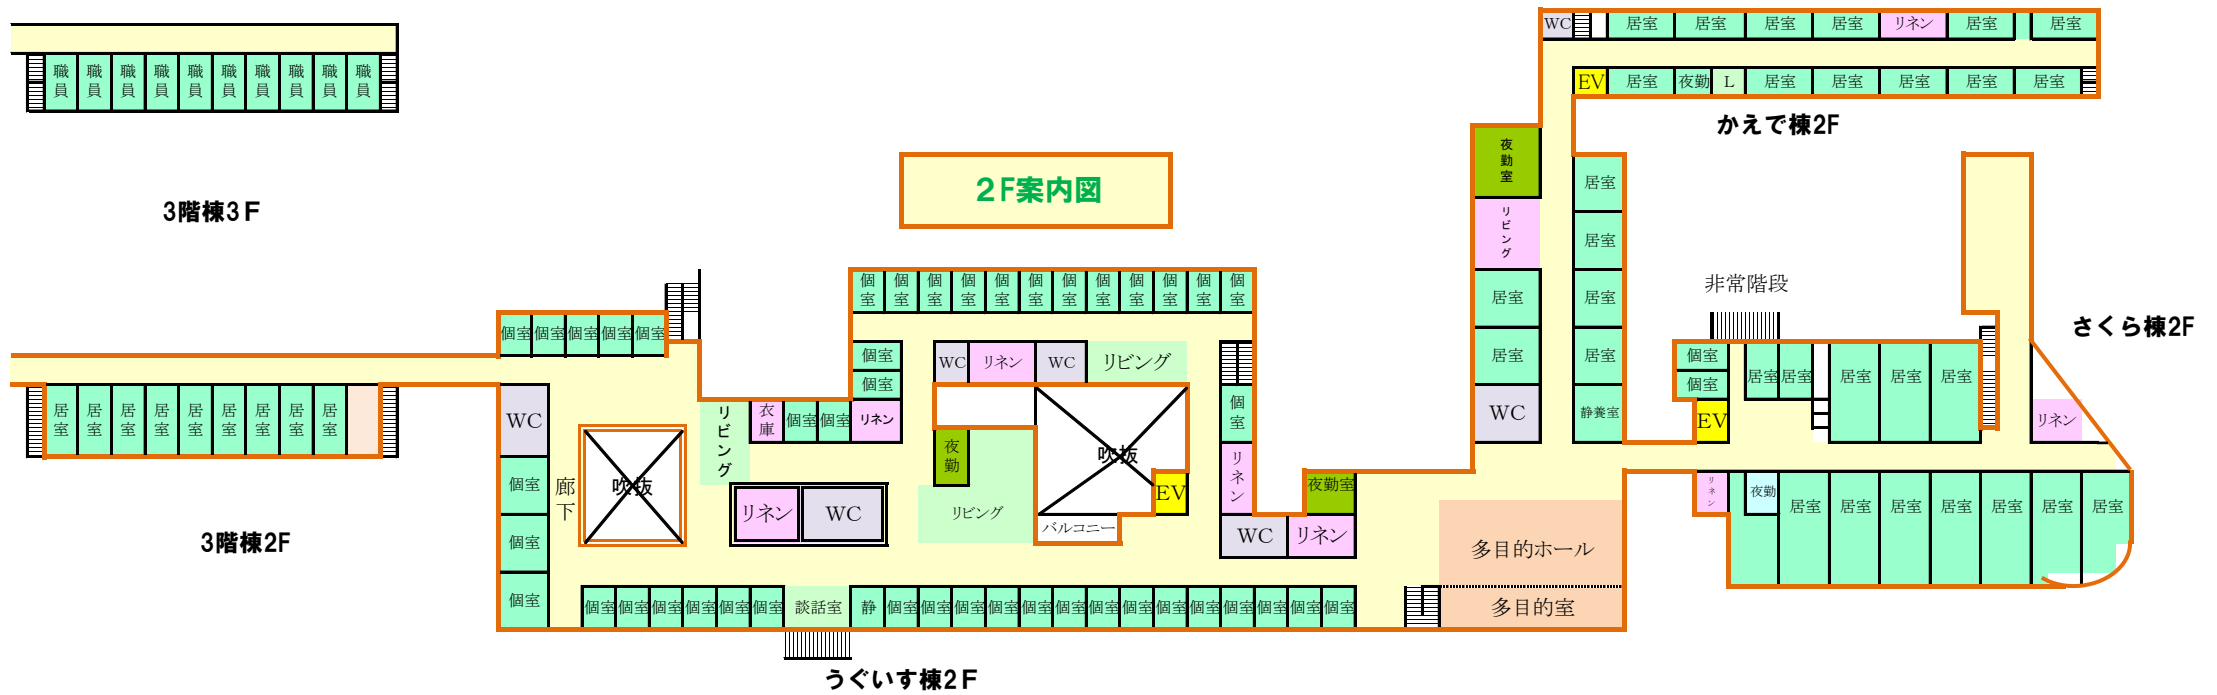 WC 居室 居室 居室 居室 リネン 居室 居室
職員 職員 職員 職員 職員 職員 職員 職員 職員 職員
EV 居室 夜勤 L 居室 居室 居室 居室 居室
かえで棟2F
夜勤室
2F案内図
居室
3階棟3F
リビング
居室
個室 個室 個室 個室 個室 個室 個室 個室 個室 個室 個室 個室
非常階段
居室 居室
さくら棟2F
個室 個室 個室 個室 個室
個室 WC リネン WC リビング
居室 居室
個室 居室 居室 居室 居室 居室
個室 個室
居室 居室 居室 居室 居室 居室 居室 居室 居室
WC
リビング
衣庫 個室 個室 リネン
個室
WC 静養室
EV リネン
夜勤
吹抜
リネン
個室 廊下 吹抜
EV 夜勤室
リネン 夜勤 居室 居室 居室 居室 居室 居室 居室
リネン WC リビング バルコニー
WC リネン
多目的ホール
3階棟2F
個室
個室
個室 個室 個室 個室 個室 個室 談話室 静 個室 個室 個室 個室 個室 個室 個室 個室 個室 個室 個室 個室 個室 個室
多目的室
うぐいす棟2F